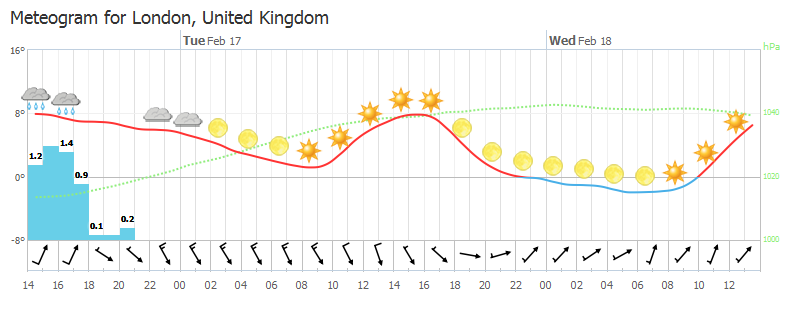 Meteogram for London, United Kingdom
Tue Feb 17 Wed Feb 18
16° hPa
8° 1040
1.2 1.4 0.9
0° 1020
0.1 0.2
-8° 1000
14 16 18 20 22 00 02 04 06 08 10 12 14 16 18 20 22 00 02 04 06 08 10 12